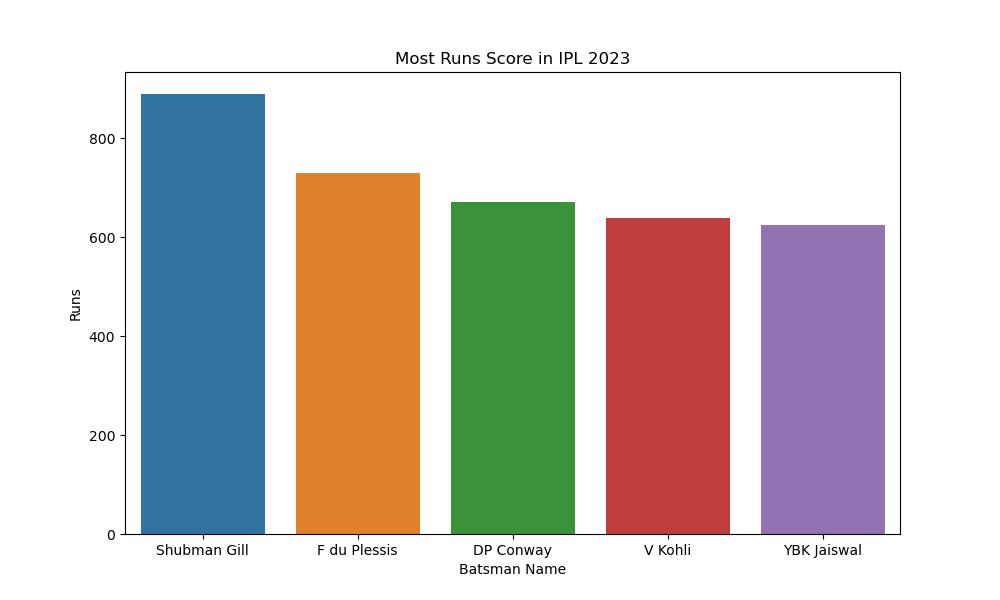 Most Runs Score in IPL 2023
800
600
400
200
0
Runs
Shubman Gill
F du Plessis
DP Conway
V Kohli
YBK Jaiswal
Batsman Name